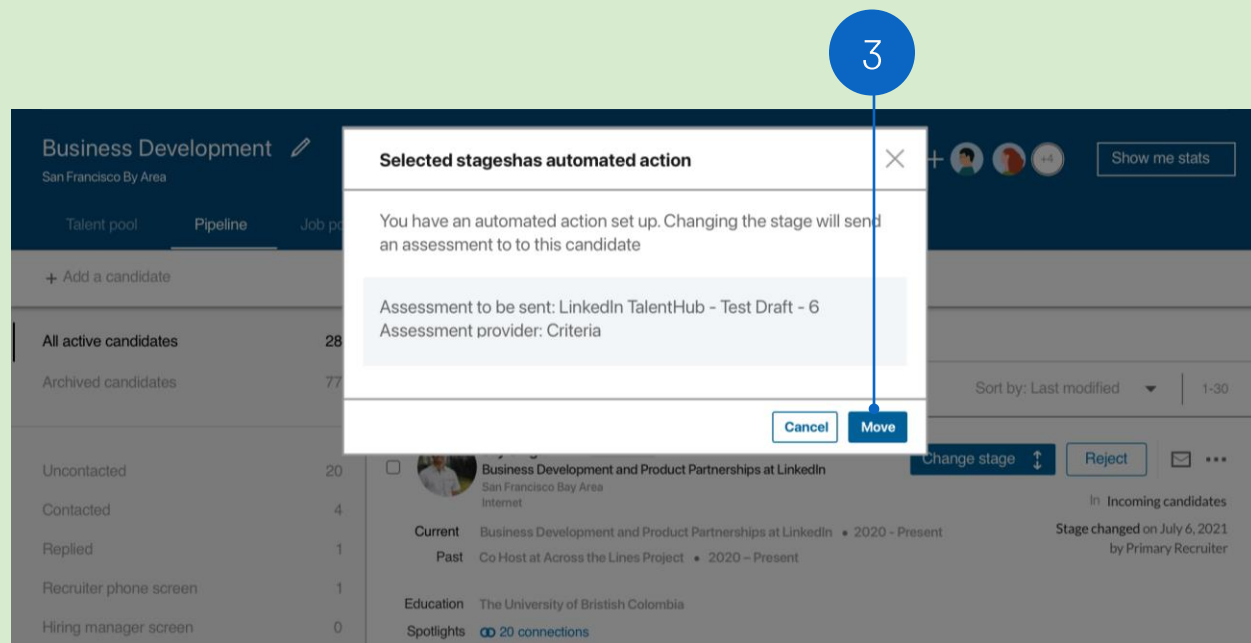 3
Business Development
San Francisco By Area
+4
Show me stats
Talent pool
Pipeline
Job po
+ Add a candidate
All active candidates 28
Archived candidates 77
Uncontacted 20
Contacted 4
Replied 1
Recruiter phone screen 1
Hiring manager screen 0
Selected stageshas automated action
You have an automated action set up. Changing the stage will send
an assessment to to this candidate
Assessment to be sent: LinkedIn TalentHub - Test Draft - 6
Assessment provider: Criteria
Cancel
Move
Sort by: Last modified
1-30
Business Development and Product Partnerships at LinkedIn
San Francisco Bay Area
Internet
Change stage
Reject
In Incoming candidates
Stage changed on July 6, 2021
by Primary Recruiter
Current Business Development and Product Partnerships at LinkedIn • 2020 - Present
Past Co Host at Across the Lines Project • 2020 – Present
Education The University of Bristish Colombia
Spotlights 20 connections